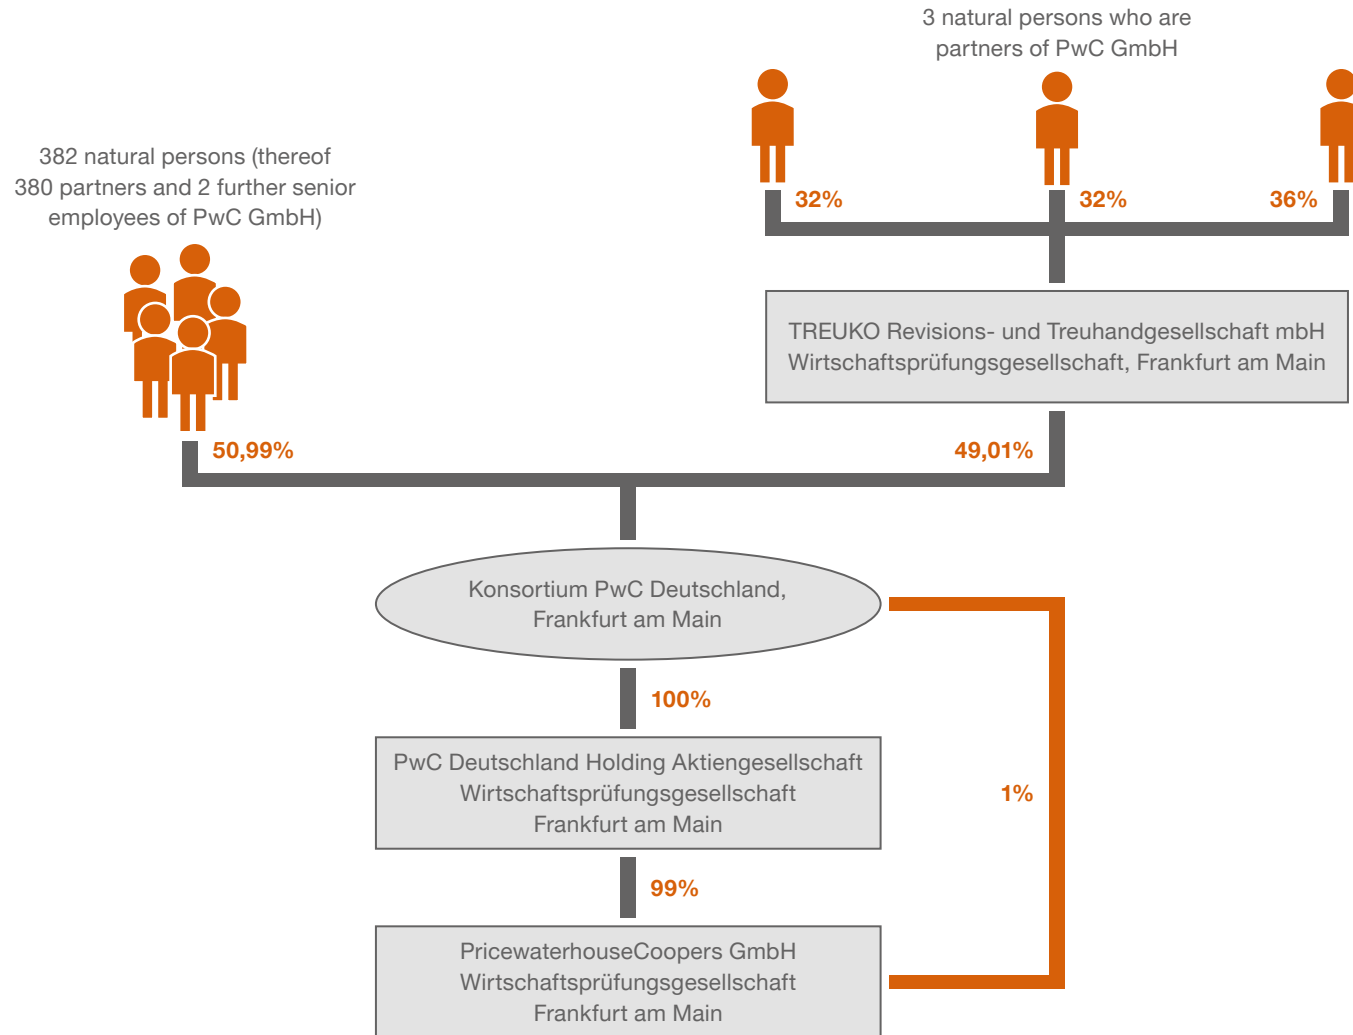 3 natural persons who are
partners of PwC GmbH
382 natural persons (thereof
380 partners and 2 further senior
employees of PwC GmbH)
32%
32%
36%
TREUKO Revisions- und Treuhandgesellschaft mbH
Wirtschaftsprüfungsgesellschaft, Frankfurt am Main
50,99%
49,01%
Konsortium PwC Deutschland,
Frankfurt am Main
100%
PwC Deutschland Holding Aktiengesellschaft
Wirtschaftsprüfungsgesellschaft
Frankfurt am Main
1%
99%
PricewaterhouseCoopers GmbH
Wirtschaftsprüfungsgesellschaft
Frankfurt am Main